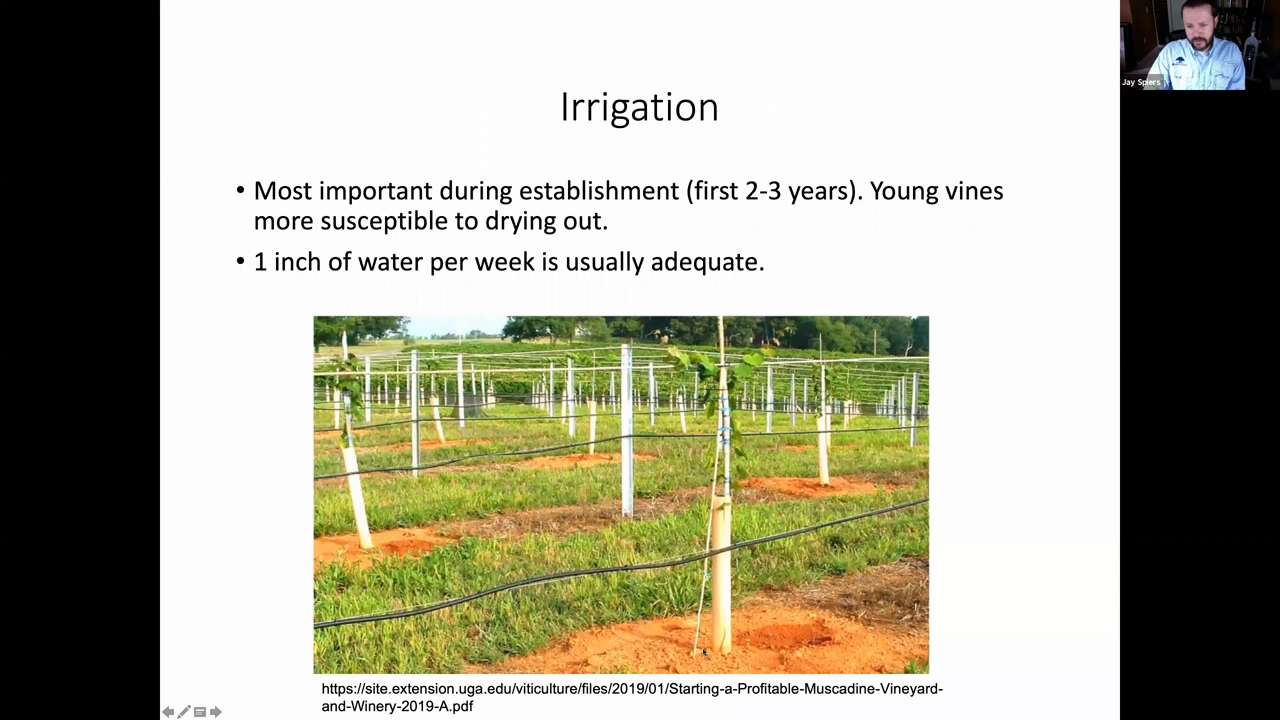 Irrigation
• Most important during establishment (first 2-3 years). Young vines
more susceptible to drying out.
• 1 inch of water per week is usually adequate.
https://site.extension.uga.edu/viticulture/files/2019/01/Starting-a-Profitable-Muscadine-Vineyard-
and-Winery-2019-A.pdf
Jay Spiers